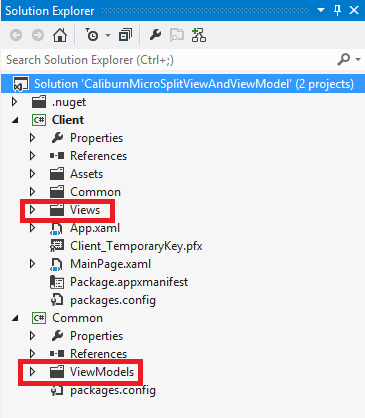 Solution Explorer
Search Solution Explorer (Ctrl+;)
Solution 'CaliburnMicroSplitViewAndViewModel' (2 projects)
.nuget
C# Client
Properties
References
Assets
Common
Views
App.xaml
Client_TemporaryKey.pfx
MainPage.xaml
Package.appxmanifest
packages.config
C# Common
Properties
References
ViewModels
packages.config